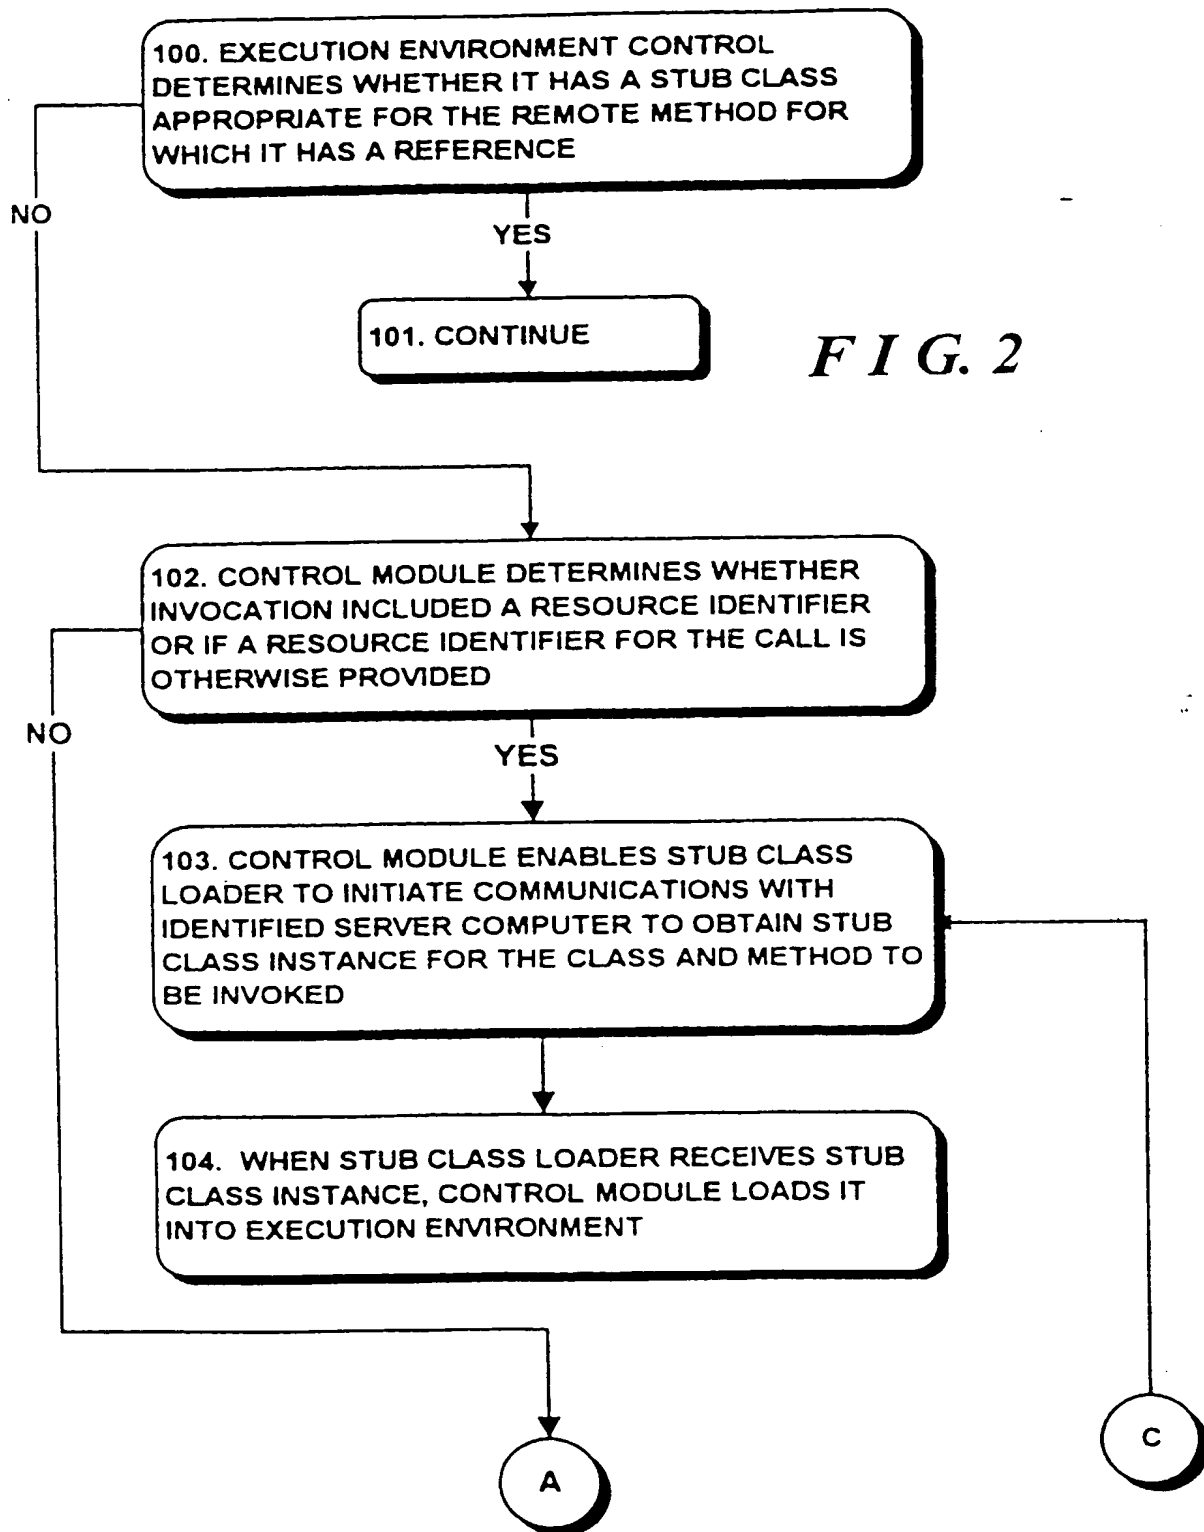 100. EXECUTION ENVIRONMENT CONTROL
DETERMINES WHETHER IT HAS A STUB CLASS
APPROPRIATE FOR THE REMOTE METHOD FOR
WHICH IT HAS A REFERENCE
NO
YES
101. CONTINUE
FIG. 2
102. CONTROL MODULE DETERMINES WHETHER
INVOCATION INCLUDED A RESOURCE IDENTIFIER
OR IF A RESOURCE IDENTIFIER FOR THE CALL IS
OTHERWISE PROVIDED
NO
YES
103. CONTROL MODULE ENABLES STUB CLASS
LOADER TO INITIATE COMMUNICATIONS WITH
IDENTIFIED SERVER COMPUTER TO OBTAIN STUB
CLASS INSTANCE FOR THE CLASS AND METHOD TO
BE INVOKED
104. WHEN STUB CLASS LOADER RECEIVES STUB
CLASS INSTANCE, CONTROL MODULE LOADS IT
INTO EXECUTION ENVIRONMENT
C
A